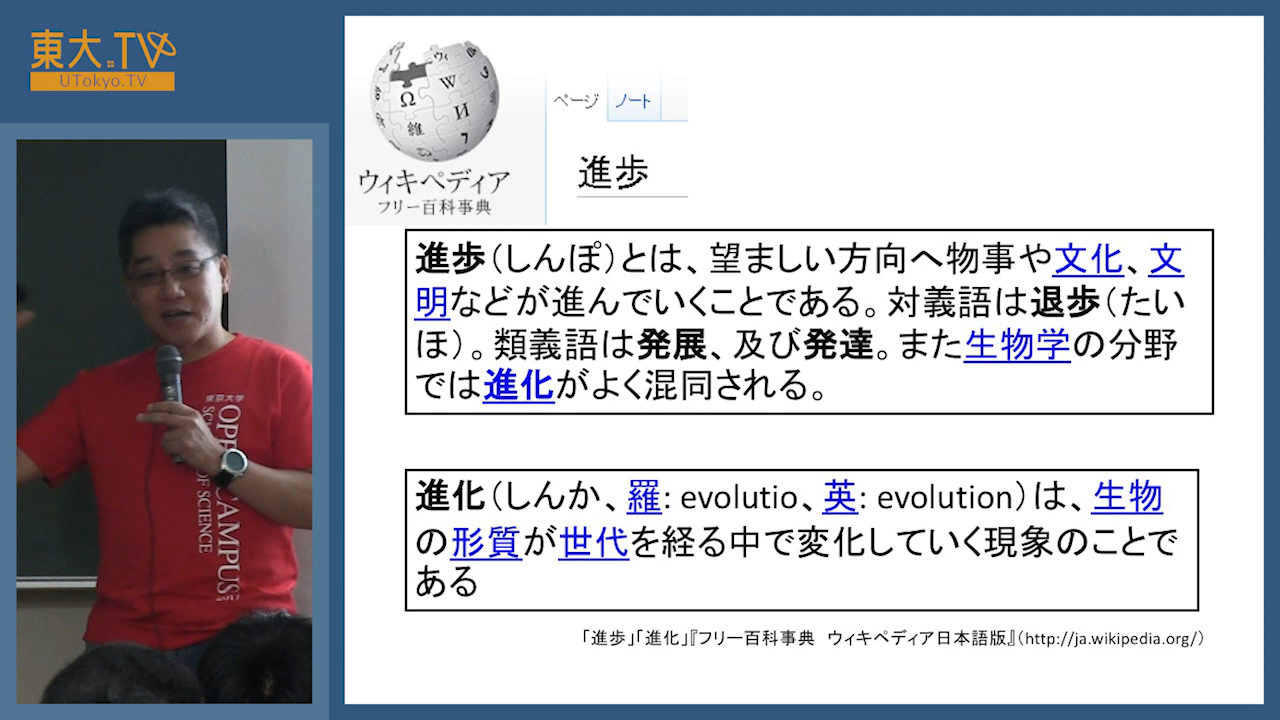 東大.TV
UTokyo.TV
ウィキペディア
フリー百科事典
ページ ノート
進歩
進歩（しんぽ）とは、望ましい方向へ物事や文化、文
明などが進んでいくことである。対義語は退歩（たい
ほ）。類義語は発展、及び発達。また生物学の分野
では進化がよく混同される。
進化（しんか、羅: evolutio、英: evolution）は、生物
の形質が世代を経る中で変化していく現象のことで
ある
「進歩」「進化」『フリー百科事典　ウィキペディア日本語版』（http://ja.wikipedia.org/）
東京大学
OF SCIENCE
2017